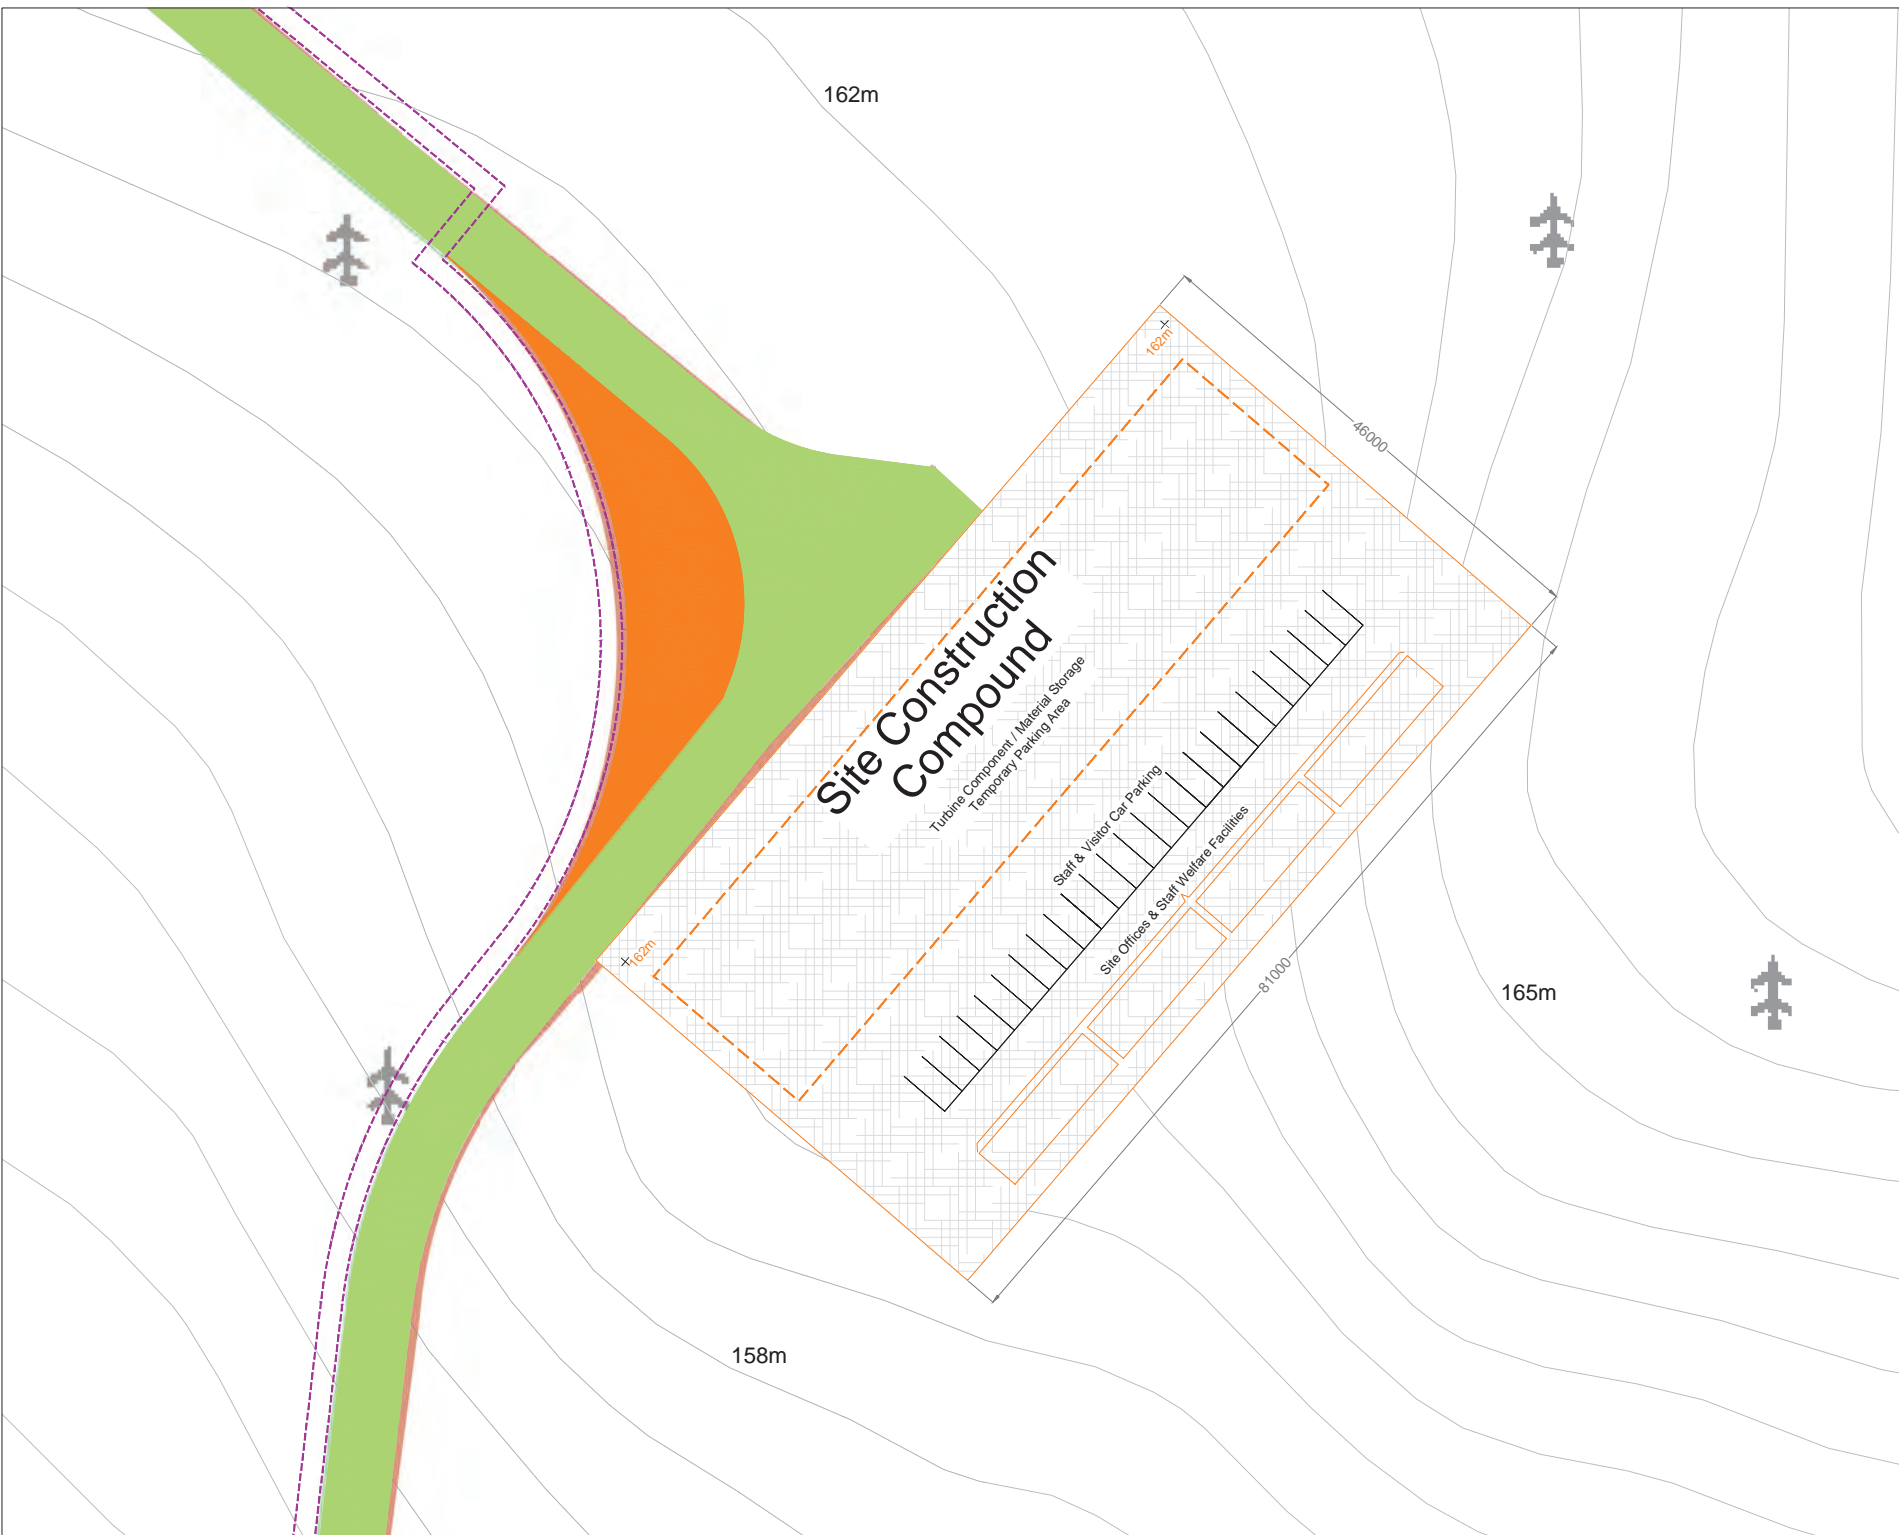 162m
162m
46000
Site Construction
Compound
Turbine Component / Material Storage
Temporary Parking Area
Staff & Visitor Car Parking
Site Offices & Staff Welfare Facilities
162m
81000
165m
158m